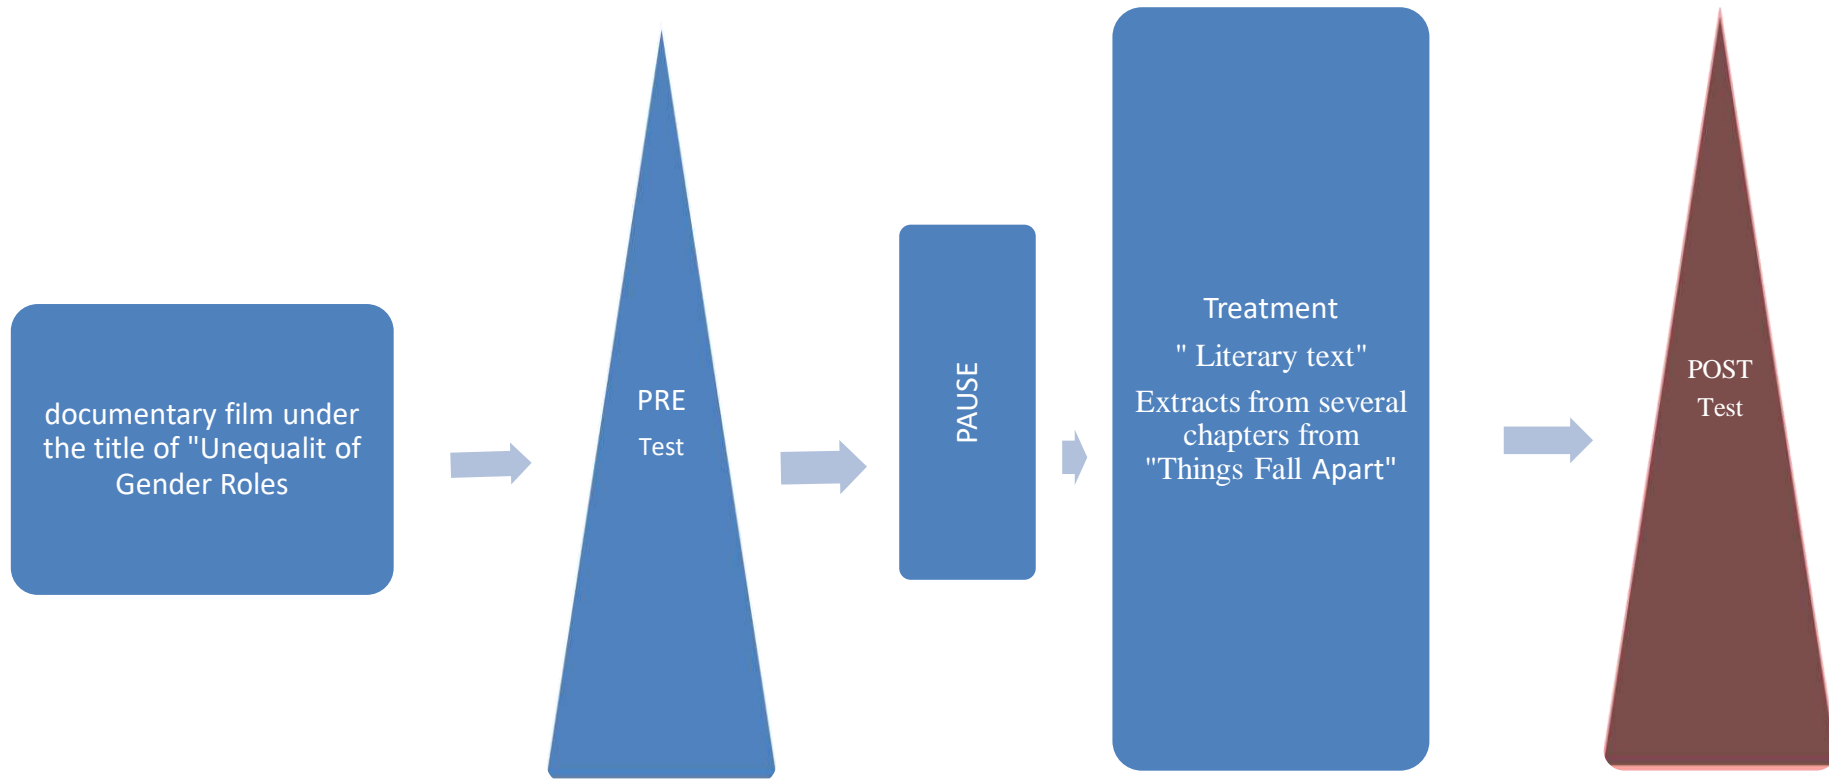 documentary film under
the title of "Unequalit of
Gender Roles
PRE
Test
PAUSE
Treatment
" Literary text"
Extracts from several
chapters from
"Things Fall Apart"
POST
Test